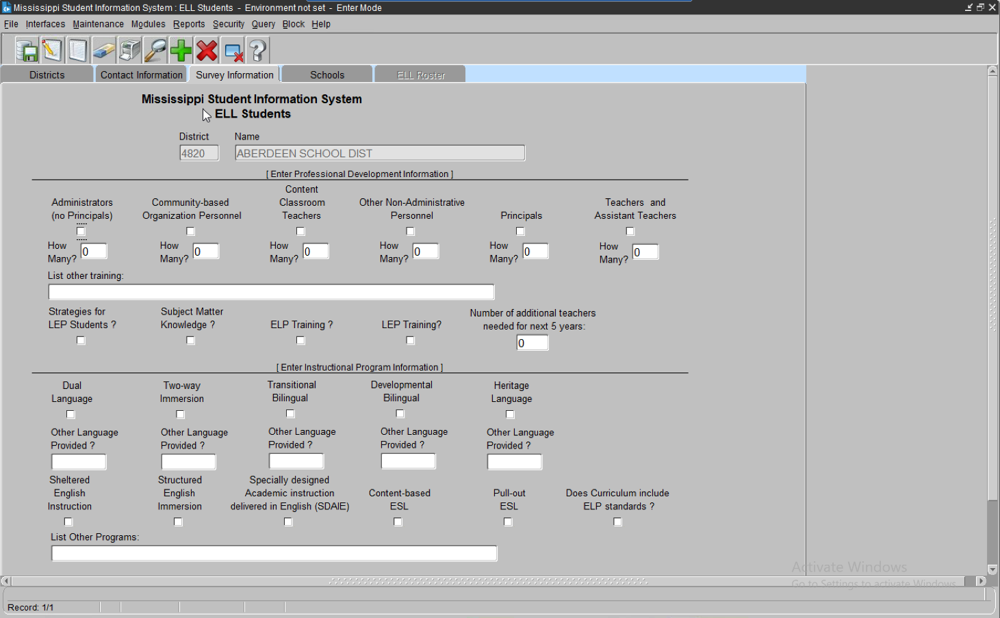 Mississippi Student Information System : ELL Students - Environment not set - Enter Mode
File Interfaces Maintenance Modules Reports Security Query Block Help
Districts Contact Information Survey Information Schools ELL Roster
Mississippi Student Information System
ELL Students
District Name
4820 ABERDEEN SCHOOL DIST
[ Enter Professional Development Information ]
Administrators
(no Principals)
Community-based
Organization Personnel
Content
Classroom
Teachers
Other Non-Administrative
Personnel
Principals
Teachers and
Assistant Teachers
How
Many? 0
How
Many? 0
How
Many? 0
How
Many? 0
How
Many? 0
How
Many? 0
List other training:
Strategies for
LEP Students ?
Subject Matter
Knowledge ?
ELP Training ?
LEP Training?
Number of additional teachers
needed for next 5 years:
0
[ Enter Instructional Program Information ]
Dual
Language
Two-way
Immersion
Transitional
Bilingual
Developmental
Bilingual
Heritage
Language
Other Language
Provided ?
Other Language
Provided ?
Other Language
Provided ?
Other Language
Provided ?
Other Language
Provided ?
Sheltered
English
Instruction
Structured
English
Immersion
Specially designed
Academic instruction
delivered in English (SDAIE)
Content-based
ESL
Pull-out
ESL
Does Curriculum include
ELP standards ?
List Other Programs:
Activate Windows
Go to Settings to activate Windows.
Record: 1/1